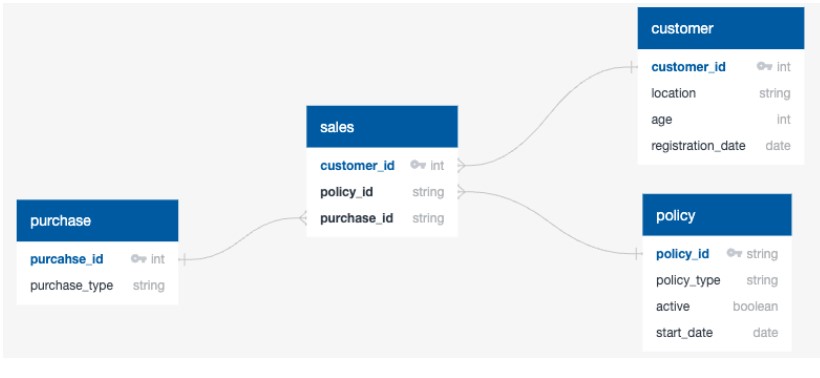 customer
customer_id int
location string
age int
registration_date date
sales
customer_id int
policy_id string
purchase_id string
purchase
purcahse_id int
purchase_type string
policy
policy_id string
policy_type string
active boolean
start_date date